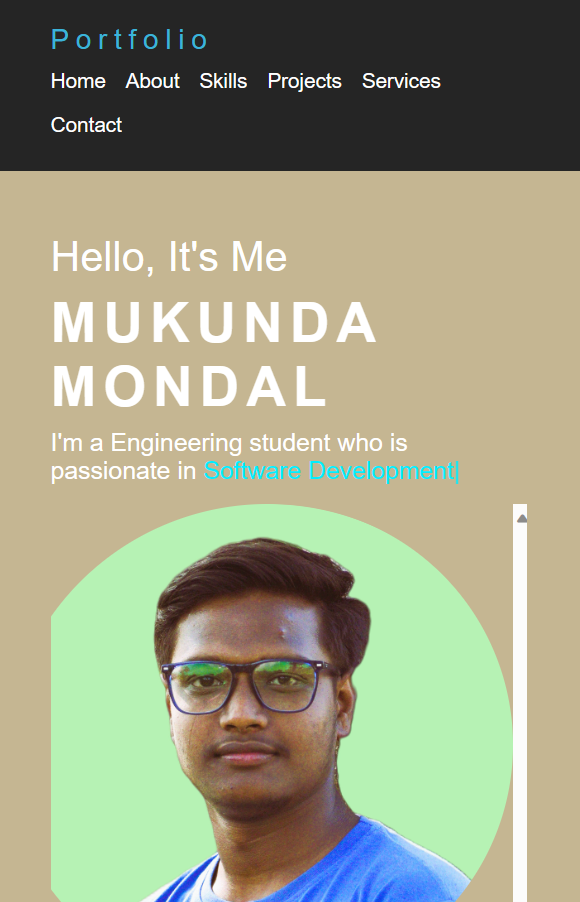 Portfolio
Home About Skills Projects Services
Contact
Hello, It's Me
MUKUNDA
MONDAL
I'm a Engineering student who is
passionate in Software Development|